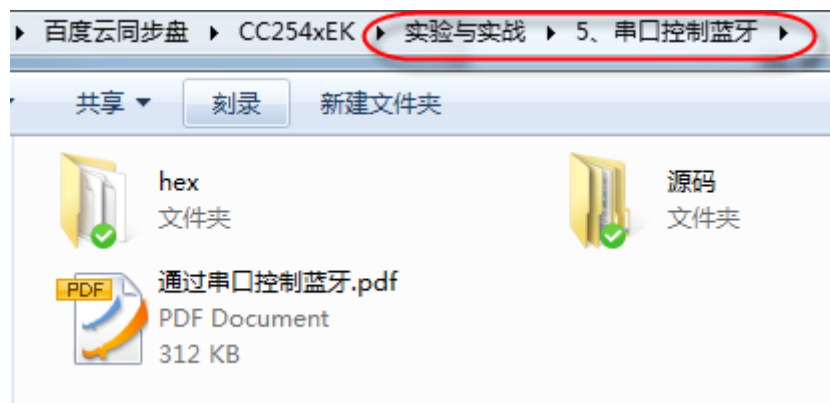 百度云同步盘 ▸ CC254xEK ▸ 实验与实战 ▸ 5、串口控制蓝牙 ▸
共享 刻录 新建文件夹
hex
文件夹
源码
文件夹
PDF
通过串口控制蓝牙.pdf
PDF Document
312 KB